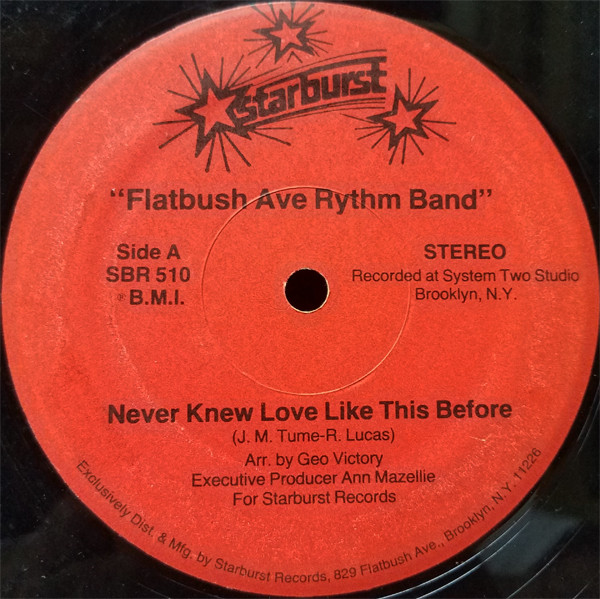 starburst
"Flatbush Ave Rythm Band"
Side A
SBR 510
℗ B.M.I.
STEREO
Recorded at System Two Studio
Brooklyn, N.Y.
Never Knew Love Like This Before
(J. M. Tume-R. Lucas)
Arr. by Geo Victory
Executive Producer Ann Mazellie
For Starburst Records
Exclusively Dist. & Mfg. by Starburst Records, 829 Flatbush Ave., Brooklyn, N.Y. 11226